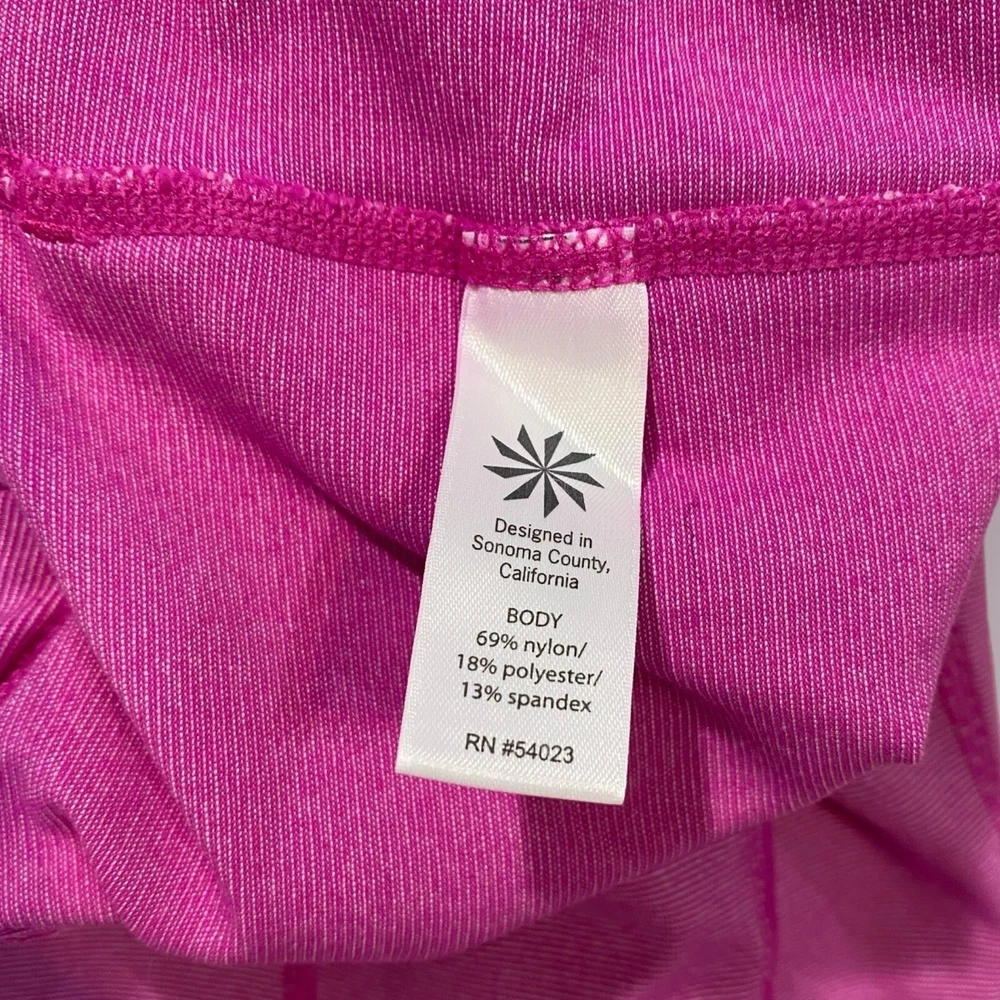 Designed in
Sonoma County,
California
BODY
69% nylon/
18% polyester/
13% spandex
RN #54023